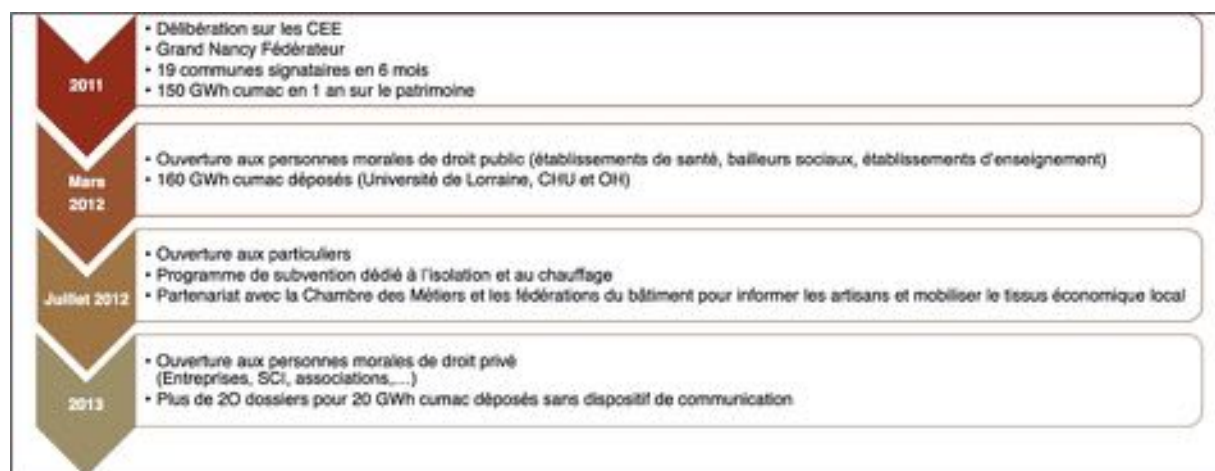 2011
• Délibération sur les CEE
• Grand Nancy Fédérateur
• 19 communes signataires en 6 mois
• 150 GWh cumac en 1 an sur le patrimoine
Mars
2012
• Ouverture aux personnes morales de droit public (établissements de santé, bailleurs sociaux, établissements d'enseignement)
• 160 GWh cumac déposés (Université de Lorraine, CHU et OH)
Juillet 2012
• Ouverture aux particuliers
• Programme de subvention dédié à l'isolation et au chauffage
• Partenariat avec la Chambre des Métiers et les fédérations du bâtiment pour informer les artisans et mobiliser le tissus économique local
2013
• Ouverture aux personnes morales de droit privé
(Entreprises, SCI, associations,...)
• Plus de 2O dossiers pour 20 GWh cumac déposés sans dispositif de communication